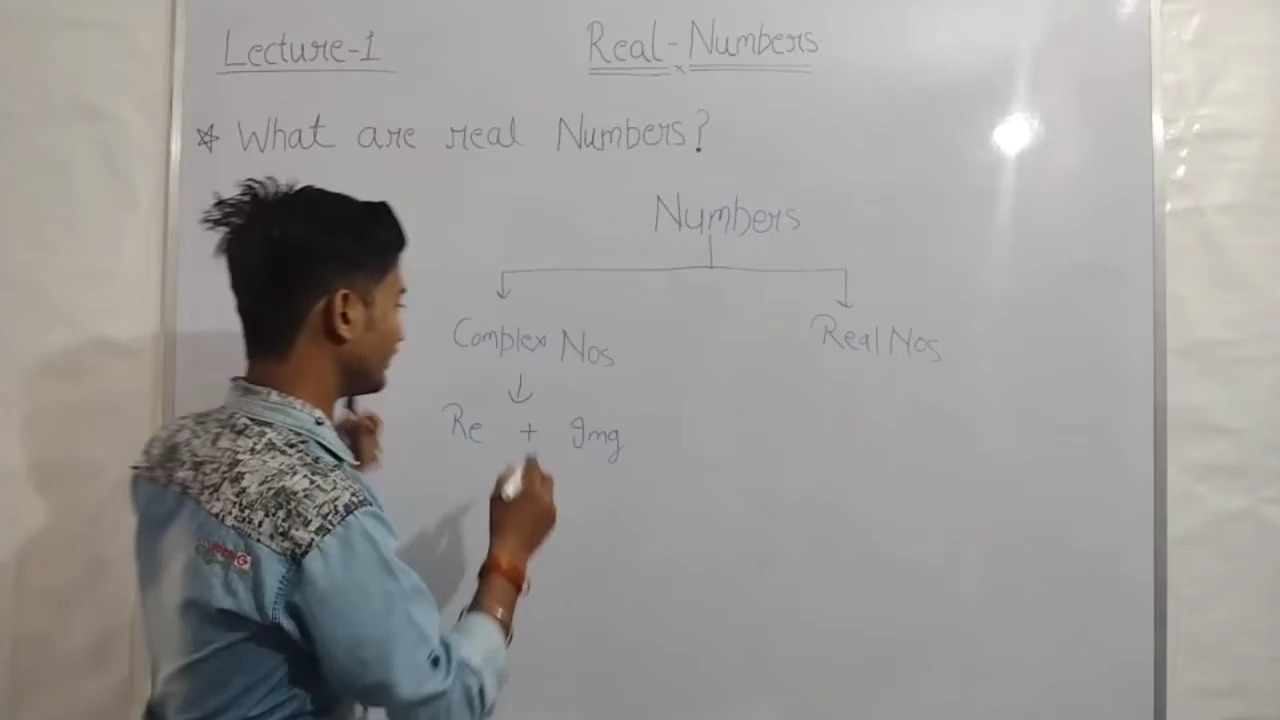 Lecture-1
Real-Numbers
☆ What are real Numbers?
Numbers
Complex Nos
Real Nos
Re + Img